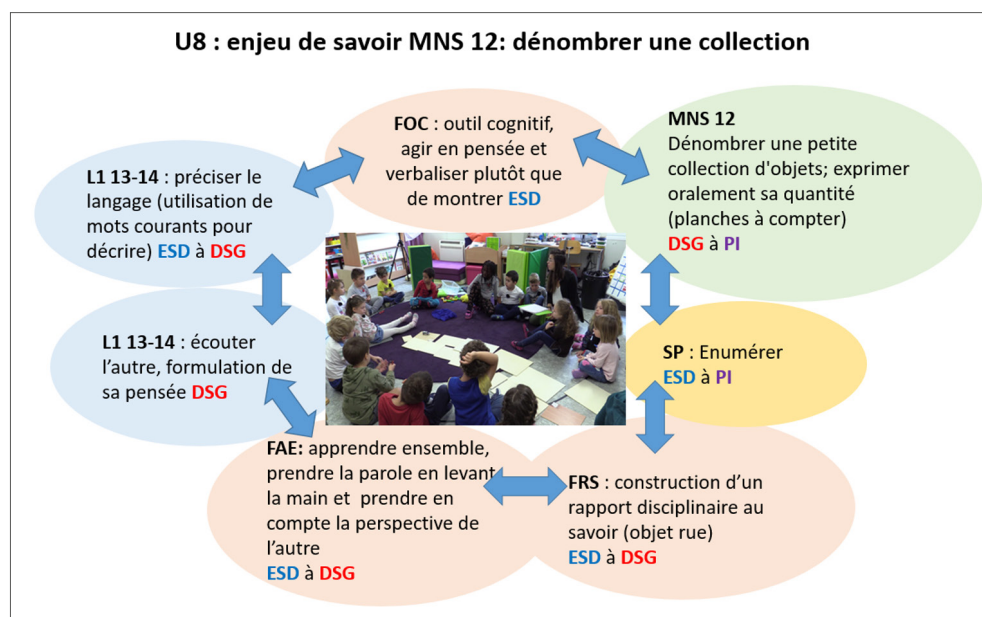 U8 : enjeu de savoir MNS 12: dénombrer une collection
FOC : outil cognitif,
agir en pensée et
verbaliser plutôt que
de montrer ESD
MNS 12
Dénombrer une petite
collection d'objets; exprimer
oralement sa quantité
(planches à compter)
DSG à PI
L1 13-14 : préciser le
langage (utilisation de
mots courants pour
décrire) ESD à DSG
L1 13-14 : écouter
l’autre, formulation de
sa pensée DSG
SP : Enumérer
ESD à PI
FAE: apprendre ensemble,
prendre la parole en levant
la main et prendre en
compte la perspective de
l’autre
ESD à DSG
FRS : construction d’un
rapport disciplinaire au
savoir (objet rue)
ESD à DSG